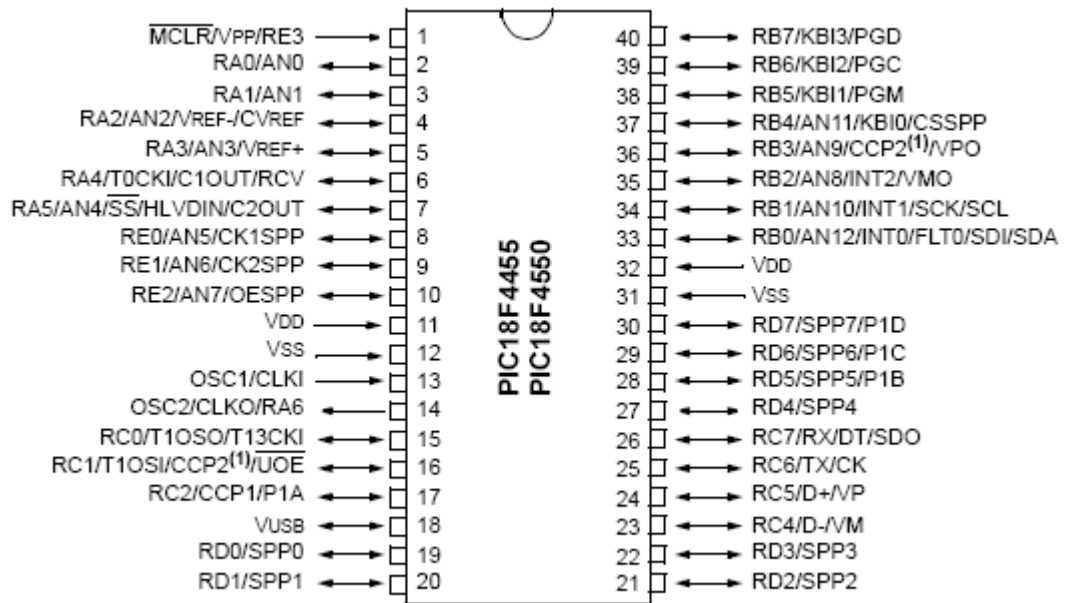 MCLR/VPP/RE3 1 40 RB7/KBI3/PGD
RA0/AN0 2 39 RB6/KBI2/PGC
RA1/AN1 3 38 RB5/KBI1/PGM
RA2/AN2/VREF-/CVREF 4 37 RB4/AN11/KBI0/CSSPP
RA3/AN3/VREF+ 5 36 RB3/AN9/CCP2(1)/VPO
RA4/T0CKI/C1OUT/RCV 6 35 RB2/AN8/INT2/VMO
RA5/AN4/SS/HLVDIN/C2OUT 7 34 RB1/AN10/INT1/SCK/SCL
RE0/AN5/CK1SPP 8 33 RB0/AN12/INT0/FLT0/SDI/SDA
RE1/AN6/CK2SPP 9 32 VDD
RE2/AN7/OESPP 10 31 VSS
VDD 11 30 RD7/SPP7/P1D
VSS 12 29 RD6/SPP6/P1C
OSC1/CLKI 13 28 RD5/SPP5/P1B
OSC2/CLKO/RA6 14 27 RD4/SPP4
RC0/T1OSO/T13CKI 15 26 RC7/RX/DT/SDO
RC1/T1OSI/CCP2(1)/UOE 16 25 RC6/TX/CK
RC2/CCP1/P1A 17 24 RC5/D+/VP
VUSB 18 23 RC4/D-/VM
RD0/SPP0 19 22 RD3/SPP3
RD1/SPP1 20 21 RD2/SPP2
PIC18F4455
PIC18F4550